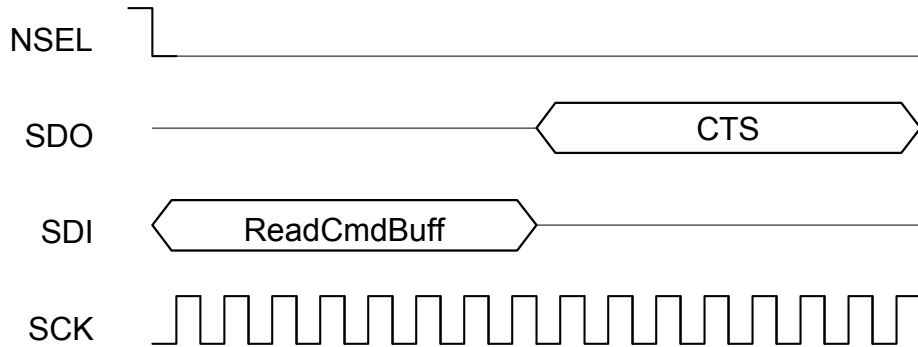 NSEL
SDO
CTS
SDI
ReadCmdBuff
SCK